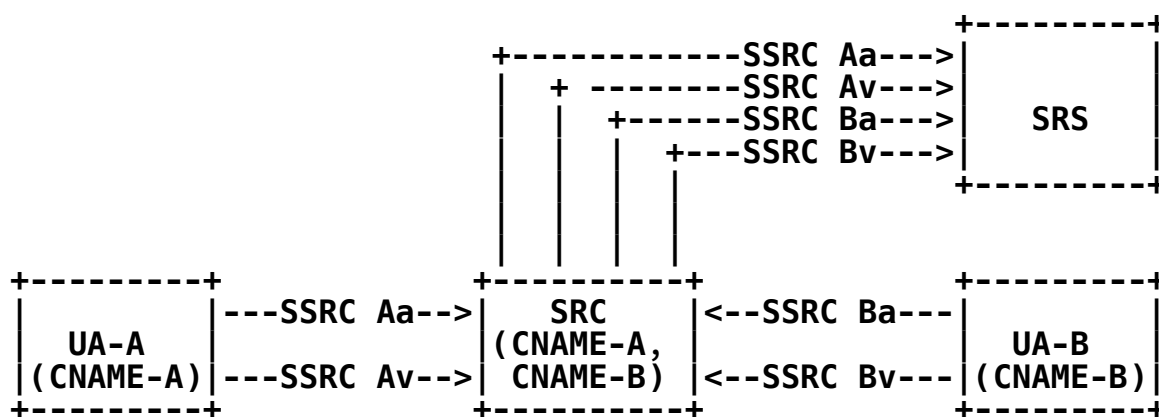 +---------+
                         +------------SSRC Aa--->|         |
                         |  + --------SSRC Av--->|         |
                         |  |  +------SSRC Ba--->|   SRS   |
                         |  |  |  +---SSRC Bv--->|         |
                         |  |  |  |              +---------+
                         |  |  |  |
                         |  |  |  |
+---------+             +----------+             +---------+
|         |---SSRC Aa-->|   SRC    |<--SSRC Ba---|         |
|  UA-A   |             |(CNAME-A, |             |  UA-B   |
|(CNAME-A)|---SSRC Av-->| CNAME-B) |<--SSRC Bv---|(CNAME-B)|
+---------+             +----------+             +---------+